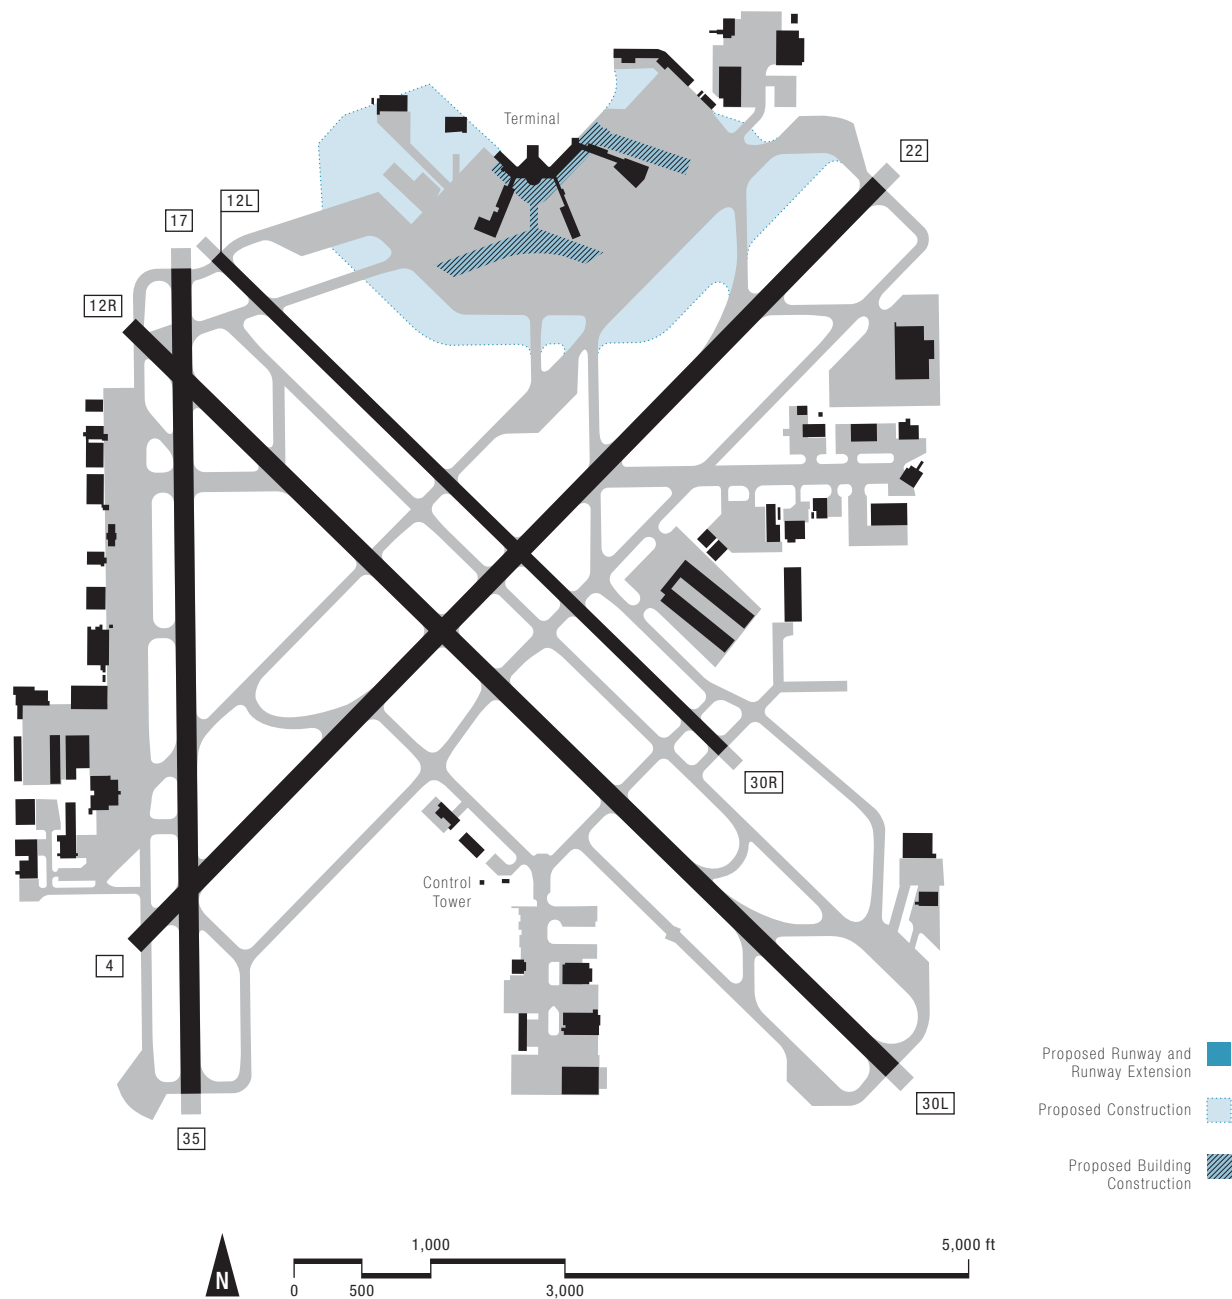 Terminal
22
12L
17
12R
30R
Control
Tower
4
30L
35
Proposed Runway and
Runway Extension
Proposed Construction
Proposed Building
Construction
N
1,000
5,000 ft
0
500
3,000